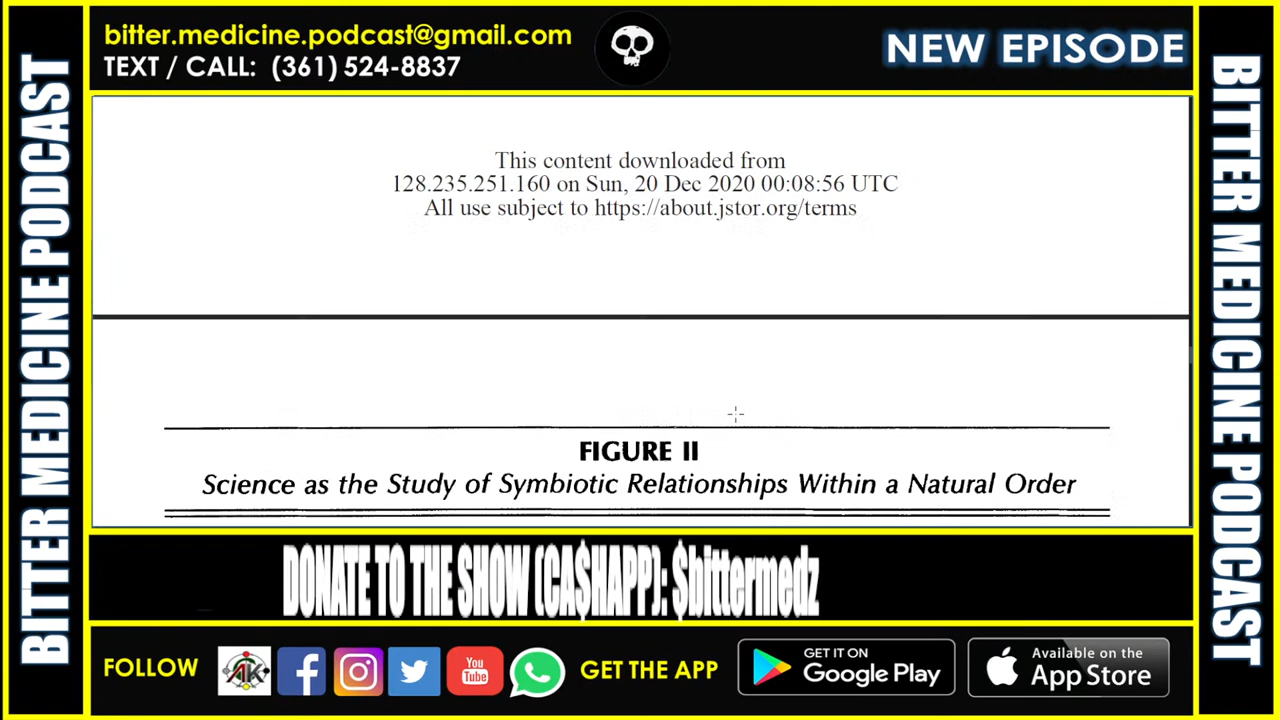 BITTER MEDICINE PODCAST
bitter.medicine.podcast@gmail.com
TEXT / CALL: (361) 524-8837
NEW EPISODE
This content downloaded from
128.235.251.160 on Sun, 20 Dec 2020 00:08:56 UTC
All use subject to https://about.jstor.org/terms
FIGURE II
Science as the Study of Symbiotic Relationships Within a Natural Order
DONATE TO THE SHOW (CA$HAPP): $bittermedz
FOLLOW
ATK
You
Tube
GET THE APP
GET IT ON
Google Play
Available on the
App Store
BITTER MEDICINE PODCAST